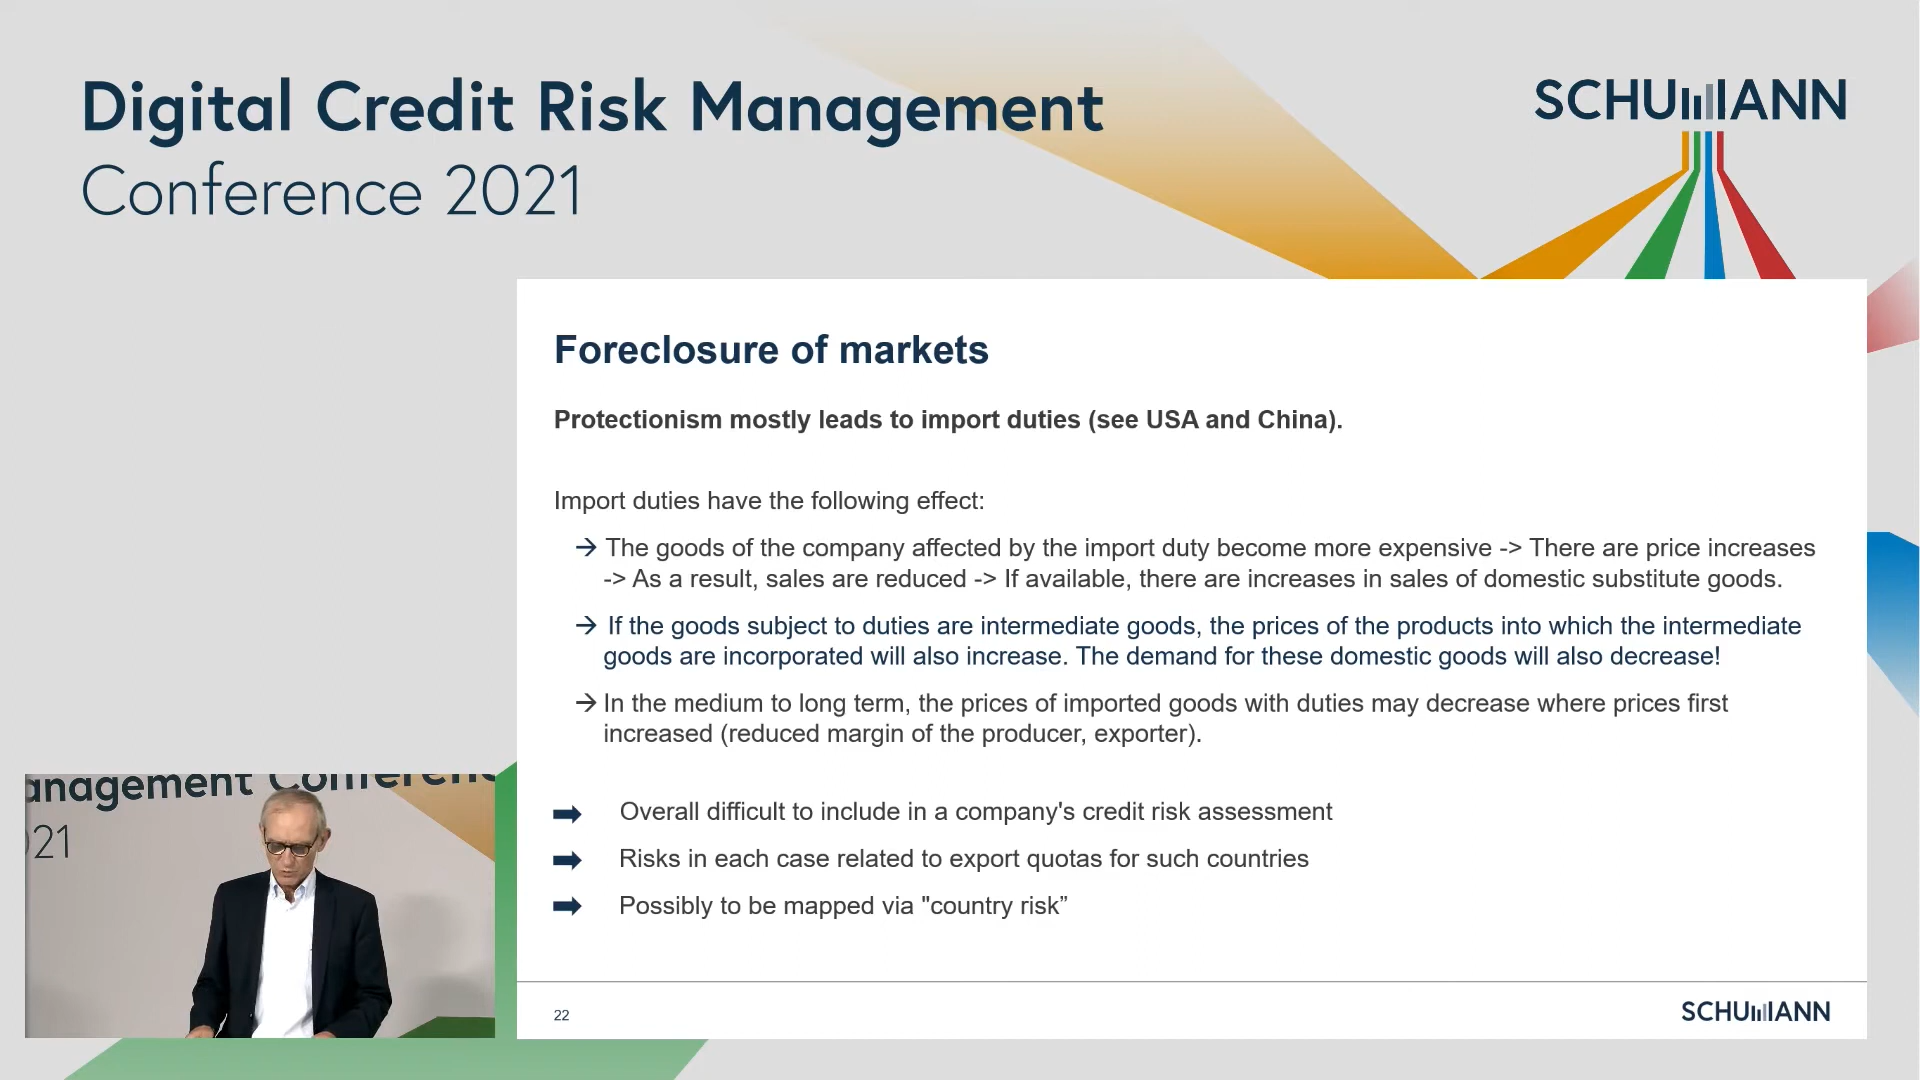 Digital Credit Risk Management
Conference 2021
SCHUMANN
Foreclosure of markets
Protectionism mostly leads to import duties (see USA and China).
Import duties have the following effect:
→ The goods of the company affected by the import duty become more expensive -> There are price increases
-> As a result, sales are reduced -> If available, there are increases in sales of domestic substitute goods.
→ If the goods subject to duties are intermediate goods, the prices of the products into which the intermediate
goods are incorporated will also increase. The demand for these domestic goods will also decrease!
→ In the medium to long term, the prices of imported goods with duties may decrease where prices first
increased (reduced margin of the producer, exporter).
➡ Overall difficult to include in a company's credit risk assessment
➡ Risks in each case related to export quotas for such countries
➡ Possibly to be mapped via "country risk”
22
SCHUMANN
anagement Conferenc
21